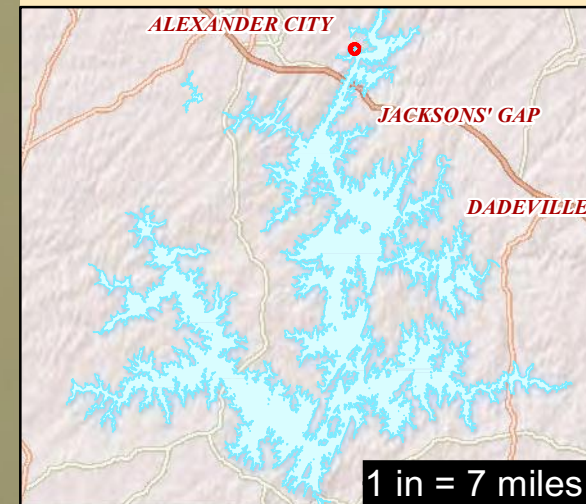 ALEXANDER CITY
JACKSONS' GAP
DADEVILLE
1 in = 7 miles